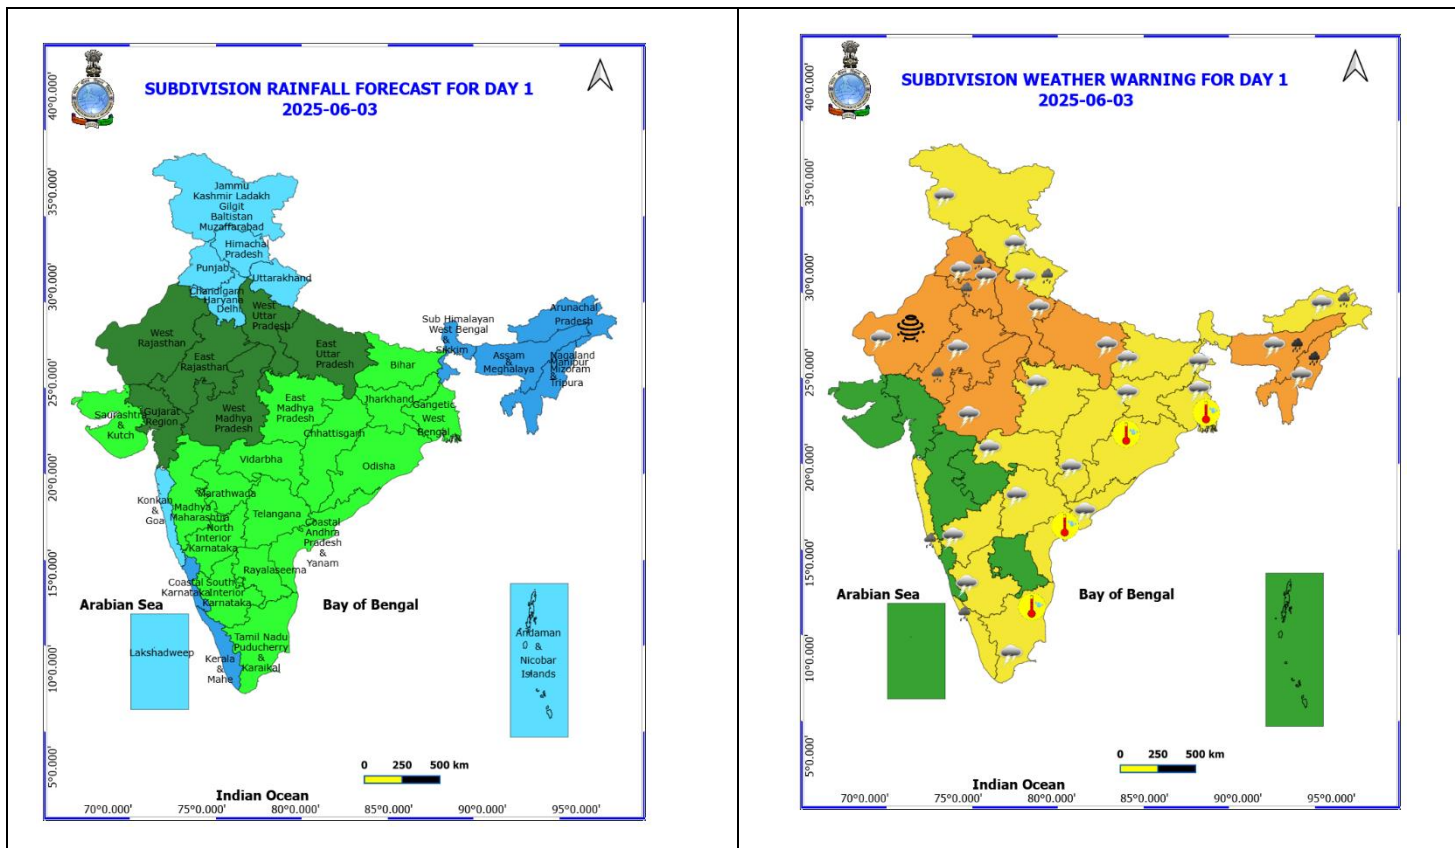 SUBDIVISION RAINFALL FORECAST FOR DAY 1
2025-06-03
40°0.000'
35°0.000'
30°0.000'
25°0.000'
20°0.000'
15°0.000'
10°0.000'
5°0.000'
Jammu
Kashmir Ladakh
Gilgit
Baltistan
Muzaffarabad
Himachal
Pradesh
Punjab
Uttarakhand
Chandigarh
Haryana
Delhi
West
Uttar
Pradesh
West
Rajasthan
East
Rajasthan
East
Uttar
Pradesh
Bihar
Sub Himalayan
West Bengal
&
Sikkim
Arunachal
Pradesh
Assam
&
Meghalaya
Nagaland
Manipur
Mizoram
&
Tripura
Saurashtra
&
Kutch
Gujarat
Region
West
Madhya
Pradesh
East
Madhya
Pradesh
Jharkhand
Gangetic
West
Bengal
Chhattisgarh
Odisha
Vidarbha
Konkan
&
Goa
Marathwada
Madhya
Maharashtra
North
Interior
Karnataka
Telangana
Coastal
Andhra
Pradesh
&
Yanam
Rayalaseema
Coastal
Karnataka
South
Interior
Karnataka
Arabian Sea
Bay of Bengal
Lakshadweep
Kerala
&
Mahe
Tamil Nadu
Puducherry
&
Karaikal
Andaman
&
Nicobar
Islands
0 250 500 km
Indian Ocean
70°0.000' 75°0.000' 80°0.000' 85°0.000' 90°0.000' 95°0.000'
SUBDIVISION WEATHER WARNING FOR DAY 1
2025-06-03
40°0.000'
35°0.000'
30°0.000'
25°0.000'
20°0.000'
15°0.000'
10°0.000'
5°0.000'
Arabian Sea
Bay of Bengal
0 250 500 km
Indian Ocean
70°0.000' 75°0.000' 80°0.000' 85°0.000' 90°0.000' 95°0.000'